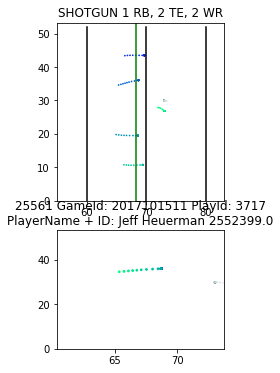 SHOTGUN 1 RB, 2 TE, 2 WR
50
40
30
20
10
0
60 70 80
25561 GameId: 2017101511 PlayId: 3717
PlayerName + ID: Jeff Heuerman 2552399.0
40
20
0
65 70